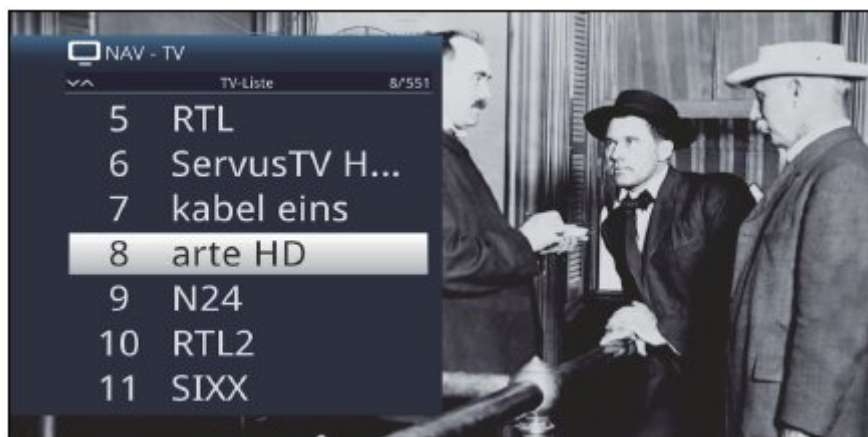 NAV - TV
TV-Liste 8/551
5 RTL
6 ServusTV H...
7 kabel eins
8 arte HD
9 N24
10 RTL2
11 SIXX